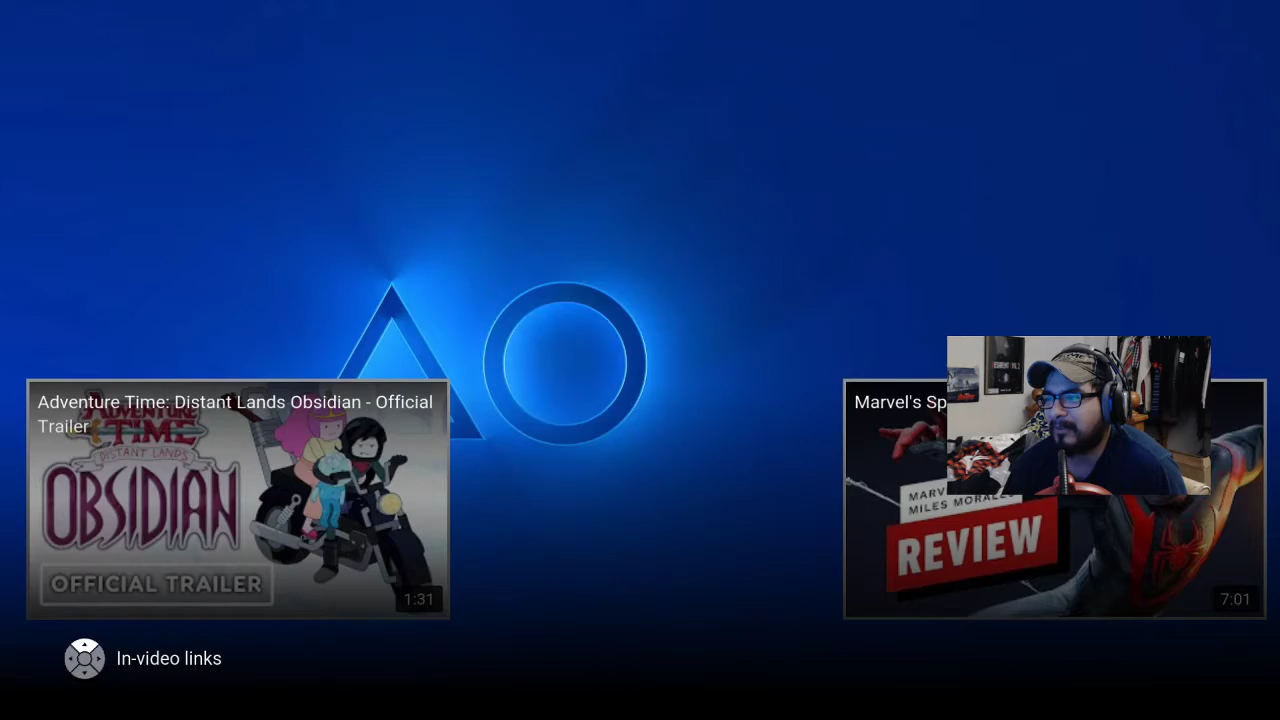 Adventure Time: Distant Lands Obsidian - Official
Trailer
ADVENTURE
TIME
DISTANT LANDS
OBSIDIAN
OFFICIAL TRAILER
1:31
Marvel's Sp
MARV
MILES MORALES
REVIEW
7:01
In-video links